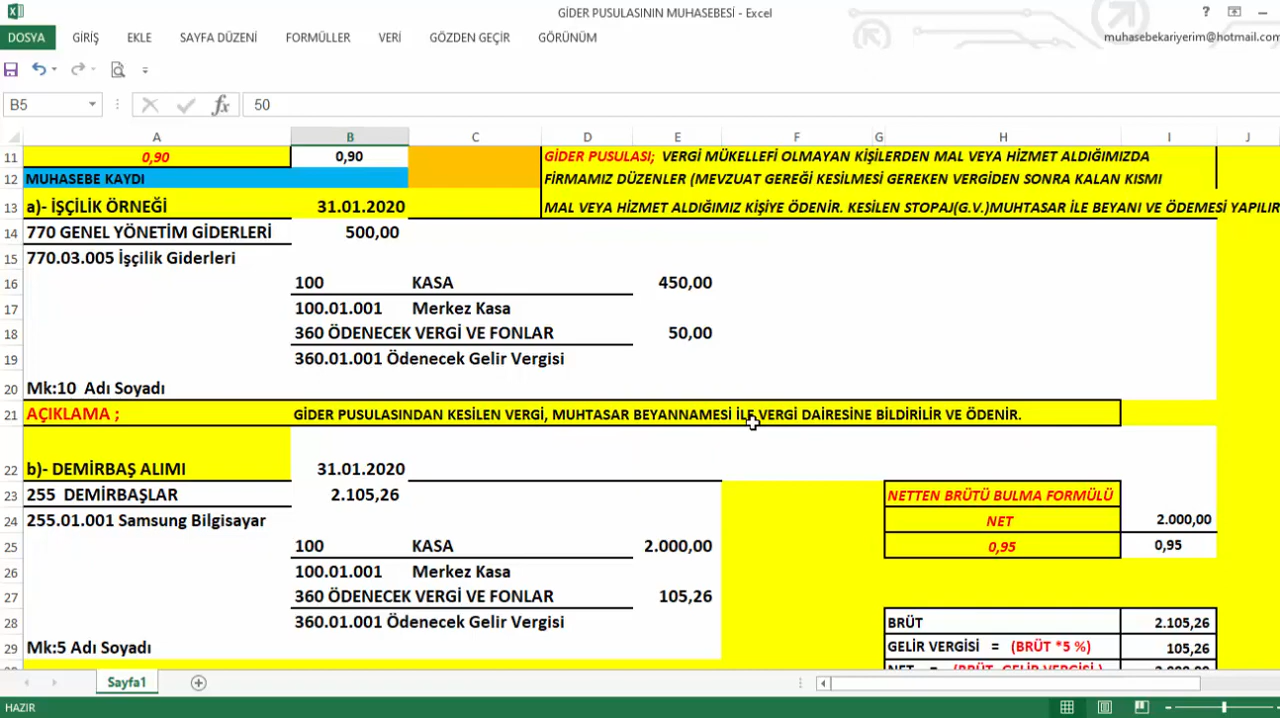 GİDER PUSULASININ MUHASEBESİ - Excel
DOSYA GİRİŞ EKLE SAYFA DÜZENİ FORMÜLLER VERİ GÖZDEN GEÇİR GÖRÜNÜM
muhasebekariyerim@hotmail.com
B5 fx 50
A B C D E F G H I J
11 0,90 0,90 GİDER PUSULASI; VERGİ MÜKELLEFİ OLMAYAN KİŞİLERDEN MAL VEYA HİZMET ALDIĞIMIZDA
12 MUHASEBE KAYDI FİRMAMIZ DÜZENLER (MEVZUAT GEREĞİ KESİLMESİ GEREKEN VERGİDEN SONRA KALAN KISMI
13 a)- İŞÇİLİK ÖRNEĞİ 31.01.2020 MAL VEYA HİZMET ALDIĞIMIZ KİŞİYE ÖDENİR. KESİLEN STOPAJ(G.V.)MUHTASAR İLE BEYANI VE ÖDEMESİ YAPILIR
14 770 GENEL YÖNETİM GİDERLERİ 500,00
15 770.03.005 İşçilik Giderleri
16 100 KASA 450,00
17 100.01.001 Merkez Kasa
18 360 ÖDENECEK VERGİ VE FONLAR 50,00
19 360.01.001 Ödenecek Gelir Vergisi
20 Mk:10 Adı Soyadı
21 AÇIKLAMA ; GİDER PUSULASINDAN KESİLEN VERGİ, MUHTASAR BEYANNAMESİ İLE VERGİ DAİRESİNE BİLDİRİLİR VE ÖDENİR.
22 b)- DEMİRBAŞ ALIMI 31.01.2020
23 255 DEMİRBAŞLAR 2.105,26 NETTEN BRÜTÜ BULMA FORMÜLÜ
24 255.01.001 Samsung Bilgisayar NET 2.000,00
25 100 KASA 2.000,00 0,95 0,95
26 100.01.001 Merkez Kasa
27 360 ÖDENECEK VERGİ VE FONLAR 105,26
28 360.01.001 Ödenecek Gelir Vergisi BRÜT 2.105,26
29 Mk:5 Adı Soyadı GELİR VERGİSİ = (BRÜT *5 %) 105,26
NET = (BRÜT- GELİR VERGİSİ )
Sayfa1
HAZIR